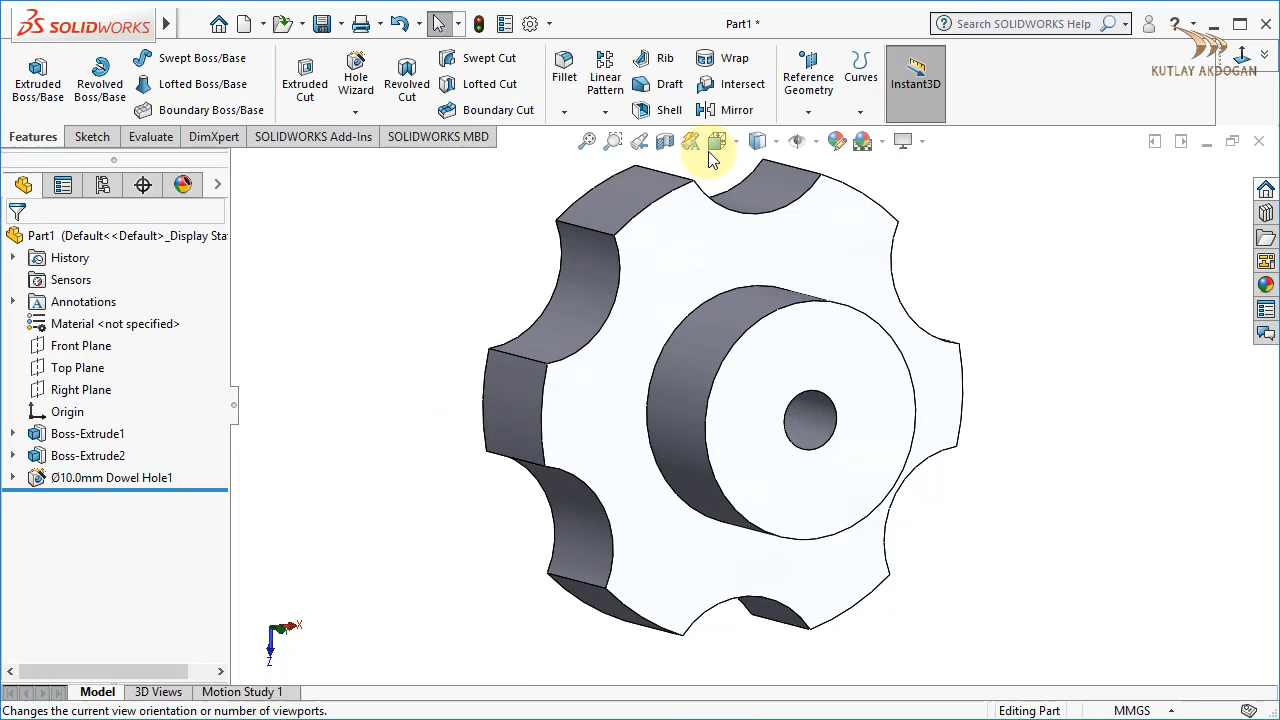 SOLIDWORKS
Part1 *
Search SOLIDWORKS Help
KUTLAY AKDOGAN
Extruded Boss/Base
Revolved Boss/Base
Swept Boss/Base
Lofted Boss/Base
Boundary Boss/Base
Extruded Cut
Hole Wizard
Revolved Cut
Swept Cut
Lofted Cut
Boundary Cut
Fillet
Linear Pattern
Rib
Draft
Shell
Wrap
Intersect
Mirror
Reference Geometry
Curves
Instant3D
Features
Sketch
Evaluate
DimXpert
SOLIDWORKS Add-Ins
SOLIDWORKS MBD
Part1 (Default<<Default>_Display Sta
History
Sensors
Annotations
Material <not specified>
Front Plane
Top Plane
Right Plane
Origin
Boss-Extrude1
Boss-Extrude2
Ø10.0mm Dowel Hole1
X
Z
Model
3D Views
Motion Study 1
Changes the current view orientation or number of viewports.
Editing Part
MMGS